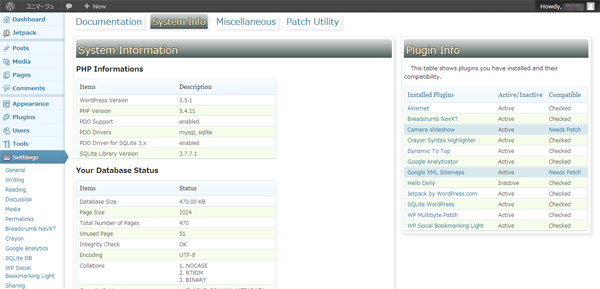 ユニマージュ
New
Howdy,
Dashboard
Jetpack
Posts
Media
Pages
Comments
Appearance
Plugins
Users
Tools
Settings
General
Writing
Reading
Discussion
Media
Permalinks
Breadcrumb NavXT
Crayon
Google Analytics
SQLite DB
WP Social
Bookmarking Light
Sharing
Documentation System Info Miscellaneous Patch Utility
System Information
PHP Informations
Items Description
WordPress Version 3.5.1
PHP Version 5.4.11
PDO Support enabled
PDO Drivers mysql, sqlite
PDO Driver for SQLite 3.x enabled
SQLite Library Version 3.7.7.1
Your Database Status
Items Status
Database Size 470.00 KB
Page Size 1024
Total Number of Pages 470
Unused Page 51
Integrity Check OK
Encoding UTF-8
Collations 1. NOCASE
2. RTRIM
3. BINARY
Plugin Info
This table shows plugins you have installed and their
compatibility.
Installed Plugins Active/Inactive Compatible
Akismet Active Checked
Breadcrumb NavXT Active Checked
Camera slideshow Active Needs Patch
Crayon Syntax Highlighter Active Checked
Dynamic To Top Active Checked
Google Analyticator Active Checked
Google XML Sitemaps Active Needs Patch
Hello Dolly Inactive Checked
Jetpack by WordPress.com Active Checked
SQLite WordPress Active Checked
WP Multibyte Patch Active Checked
WP Social Bookmarking Light Active Checked